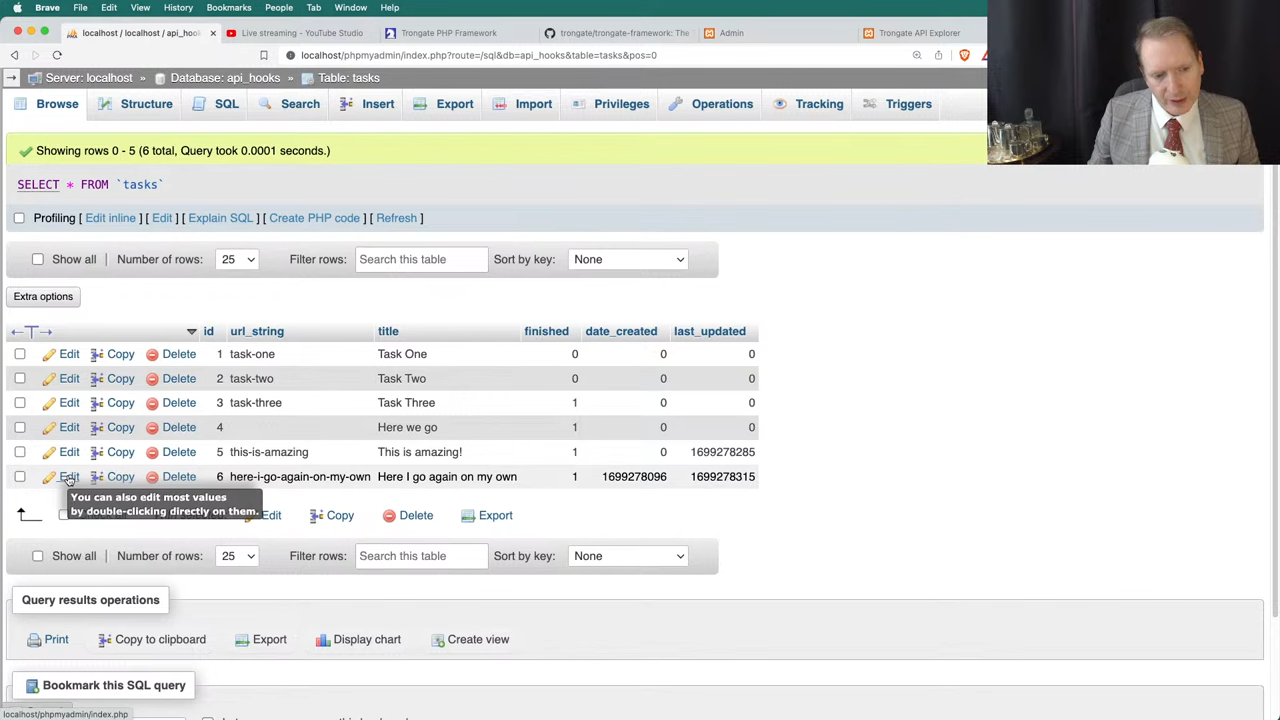 Brave File Edit View History Bookmarks People Tab Window Help
localhost / localhost / api_hook × Live streaming - YouTube Studio Trongate PHP Framework trongate/trongate-framework: The Admin Trongate API Explorer
localhost/phpmyadmin/index.php?route=/sql&db=api_hooks&table=tasks&pos=0
Server: localhost » Database: api_hooks » Table: tasks
Browse Structure SQL Search Insert Export Import Privileges Operations Tracking Triggers
Showing rows 0 - 5 (6 total, Query took 0.0001 seconds.)
SELECT * FROM `tasks`
Profiling [ Edit inline ] [ Edit ] [ Explain SQL ] [ Create PHP code ] [ Refresh ]
Show all | Number of rows: 25 Filter rows: Search this table Sort by key: None
Extra options
←T→ id url_string title finished date_created last_updated
Edit Copy Delete 1 task-one Task One 0 0 0
Edit Copy Delete 2 task-two Task Two 0 0 0
Edit Copy Delete 3 task-three Task Three 1 0 0
Edit Copy Delete 4 Here we go 1 0 0
Edit Copy Delete 5 this-is-amazing This is amazing! 1 0 1699278285
Edit Copy Delete 6 here-i-go-again-on-my-own Here I go again on my own 1 1699278096 1699278315
You can also edit most values
by double-clicking directly on them.
Edit Copy Delete Export
Show all | Number of rows: 25 Filter rows: Search this table Sort by key: None
Query results operations
Print Copy to clipboard Export Display chart Create view
Bookmark this SQL query
localhost/phpmyadmin/index.php